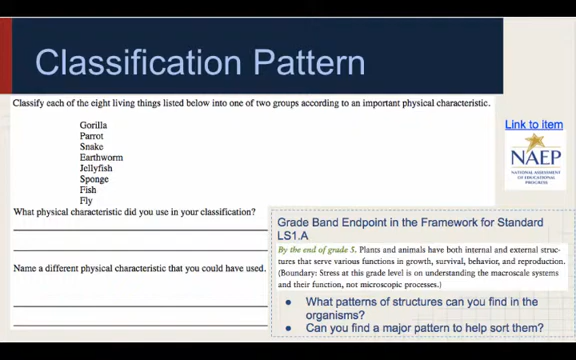 Classification Pattern
Classify each of the eight living things listed below into one of two groups according to an important physical characteristic.
Gorilla
Parrot
Snake
Earthworm
Jellyfish
Sponge
Fish
Fly
What physical characteristic did you use in your classification?
Name a different physical characteristic that you could have used.
Link to item
NAEP
NATIONAL ASSESSMENT
OF EDUCATIONAL
PROGRESS
Grade Band Endpoint in the Framework for Standard
LS1.A
By the end of grade 5. Plants and animals have both internal and external struc-
tures that serve various functions in growth, survival, behavior, and reproduction.
(Boundary: Stress at this grade level is on understanding the macroscale systems
and their function, not microscopic processes.)
● What patterns of structures can you find in the
organisms?
● Can you find a major pattern to help sort them?